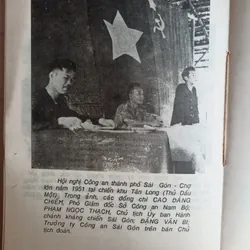 Hội nghị Công an thành phố Sài Gòn - Chợ
lớn năm 1951 tại chiến khu Tân Long (Thủ Dầu
Một). Trong ảnh, các đồng chí CAO ĐĂNG
CHIẾM, Phó Giám đốc Sở Công an Nam Bộ;
PHẠM NGỌC THẠCH, Chủ tịch Ủy ban Hành
chánh kháng chiến Sài Gòn; ĐẶNG VĂN BI
Trưởng ty Công an Sài Gòn trên bàn Chủ
tịch đoàn.